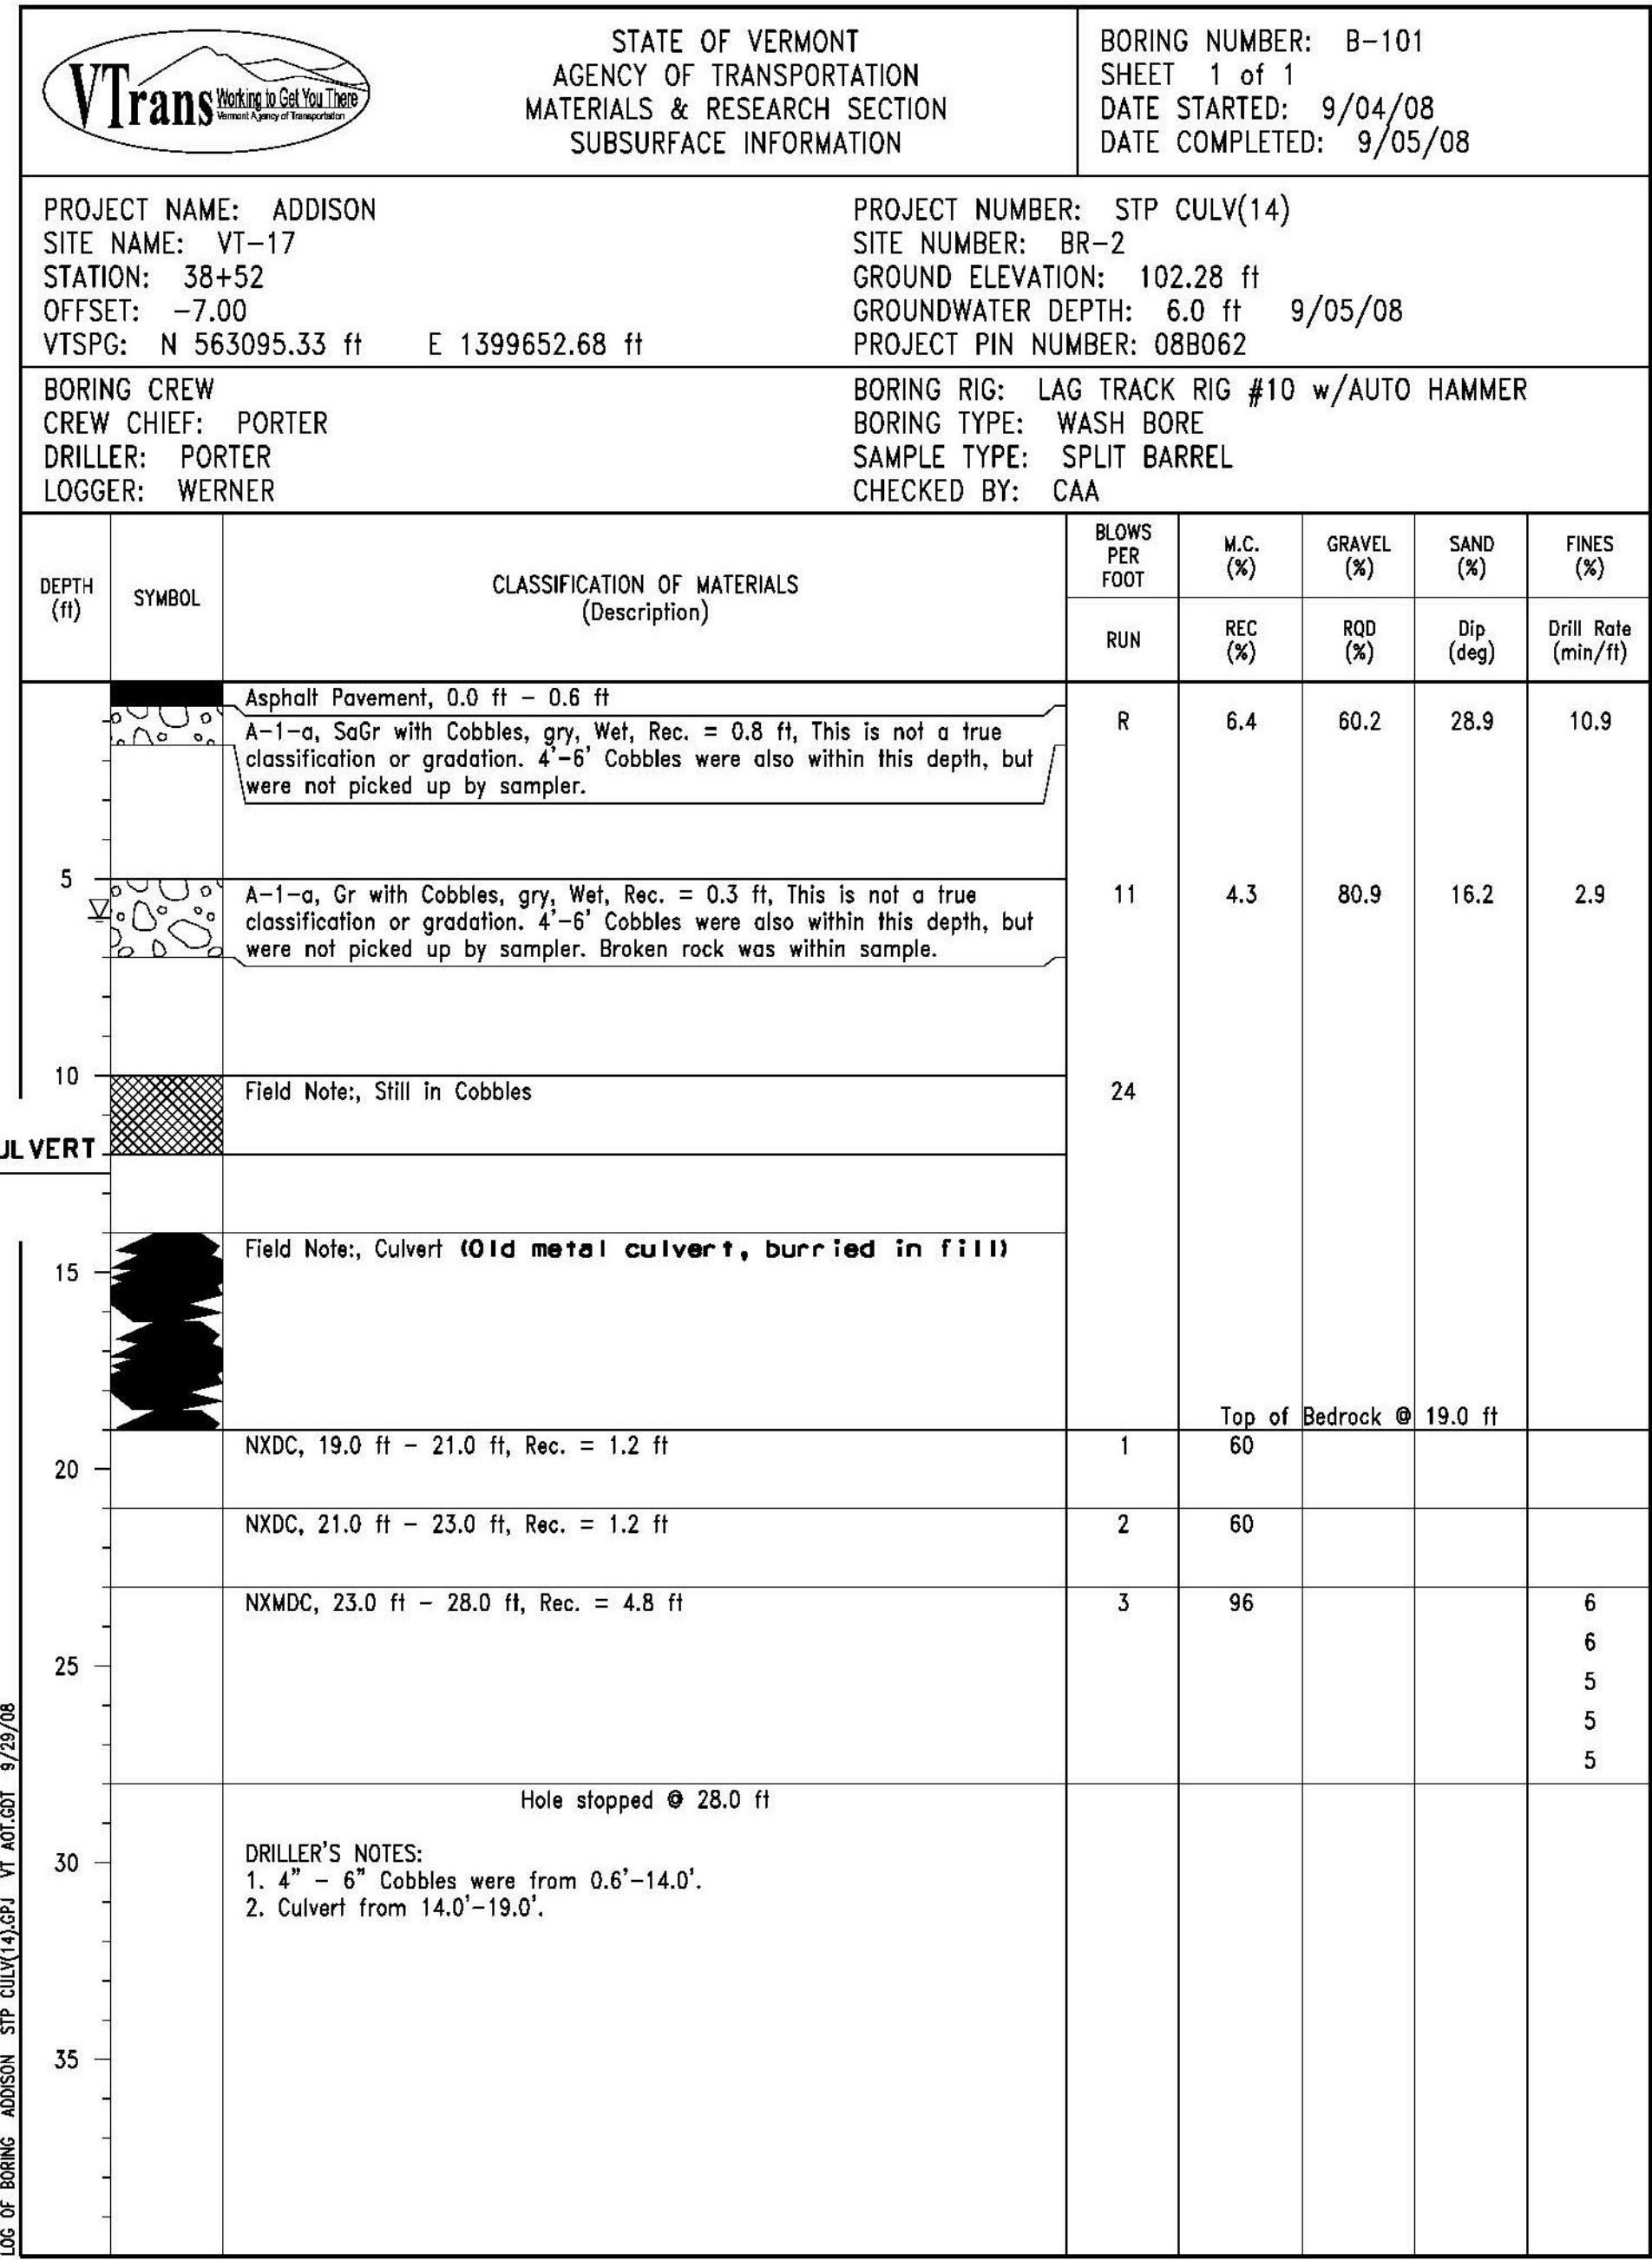 VTrans Working to Get You There
Vermont Agency of Transportation
STATE OF VERMONT
AGENCY OF TRANSPORTATION
MATERIALS & RESEARCH SECTION
SUBSURFACE INFORMATION
BORING NUMBER: B-101
SHEET 1 of 1
DATE STARTED: 9/04/08
DATE COMPLETED: 9/05/08
PROJECT NAME: ADDISON
SITE NAME: VT-17
STATION: 38+52
OFFSET: -7.00
VTSPG: N 563095.33 ft E 1399652.68 ft
PROJECT NUMBER: STP CULV(14)
SITE NUMBER: BR-2
GROUND ELEVATION: 102.28 ft
GROUNDWATER DEPTH: 6.0 ft 9/05/08
PROJECT PIN NUMBER: 08B062
BORING CREW
CREW CHIEF: PORTER
DRILLER: PORTER
LOGGER: WERNER
BORING RIG: LAG TRACK RIG #10 w/AUTO HAMMER
BORING TYPE: WASH BORE
SAMPLE TYPE: SPLIT BARREL
CHECKED BY: CAA
DEPTH
(ft)
SYMBOL
CLASSIFICATION OF MATERIALS
(Description)
BLOWS
PER
FOOT
M.C.
(%)
GRAVEL
(%)
SAND
(%)
FINES
(%)
RUN
REC
(%)
RQD
(%)
Dip
(deg)
Drill Rate
(min/ft)
Asphalt Pavement, 0.0 ft - 0.6 ft
A-1-a, SaGr with Cobbles, gry, Wet, Rec. = 0.8 ft, This is not a true
classification or gradation. 4'-6' Cobbles were also within this depth, but
were not picked up by sampler.
R 6.4 60.2 28.9 10.9
5
A-1-a, Gr with Cobbles, gry, Wet, Rec. = 0.3 ft, This is not a true
classification or gradation. 4'-6' Cobbles were also within this depth, but
were not picked up by sampler. Broken rock was within sample.
11 4.3 80.9 16.2 2.9
10
Field Note:, Still in Cobbles
24
ULVERT
Field Note:, Culvert (Old metal culvert, burried in fill)
15
Top of Bedrock @ 19.0 ft
NXDC, 19.0 ft - 21.0 ft, Rec. = 1.2 ft
1 60
20
NXDC, 21.0 ft - 23.0 ft, Rec. = 1.2 ft
2 60
NXMDC, 23.0 ft - 28.0 ft, Rec. = 4.8 ft
3 96 6
6
25
5
5
5
Hole stopped @ 28.0 ft
30
DRILLER'S NOTES:
1. 4" - 6" Cobbles were from 0.6'-14.0'.
2. Culvert from 14.0'-19.0'.
35
LOG OF BORING ADDISON STP CULV(14).GPJ VT AOT.GDT 9/29/08